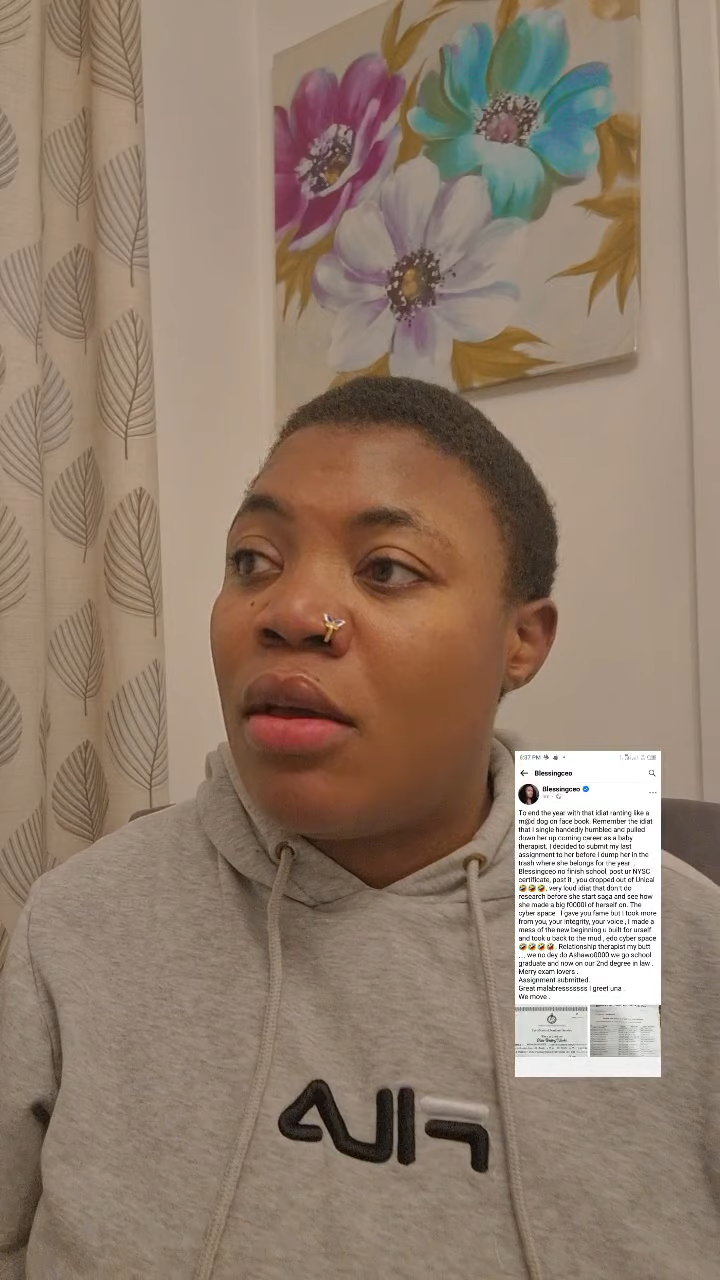 6:37 PM
Blessingceo
Blessingceo
To end the year with that idiat ranting like a
m@d dog on face book. Remember the idiat
that I single handedly humbled and pulled
down her up coming career as a baby
therapist. I decided to submit my last
assignment to her before I dump her in the
trash where she belongs for the year .
Blessingceo no finish school, post ur NYSC
certificate, post it , you dropped out of Unical
🤣🤣🤣, very loud idiat that don't do
research before she start saga and see how
she made a big f0000l of herself on. The
cyber space . I gave you fame but I took more
from you, your integrity, your voice , I made a
mess of the new beginning u built for urself
and took u back to the mud , edo cyber space
🤣🤣🤣🤣. Relationship therapist my butt
,,, we no dey do Ashawo0000 we go school
graduate and now on our 2nd degree in law .
Merry exam lovers .
Assignment submitted.
Great malabresssssss I greet una .
We move .
FILA